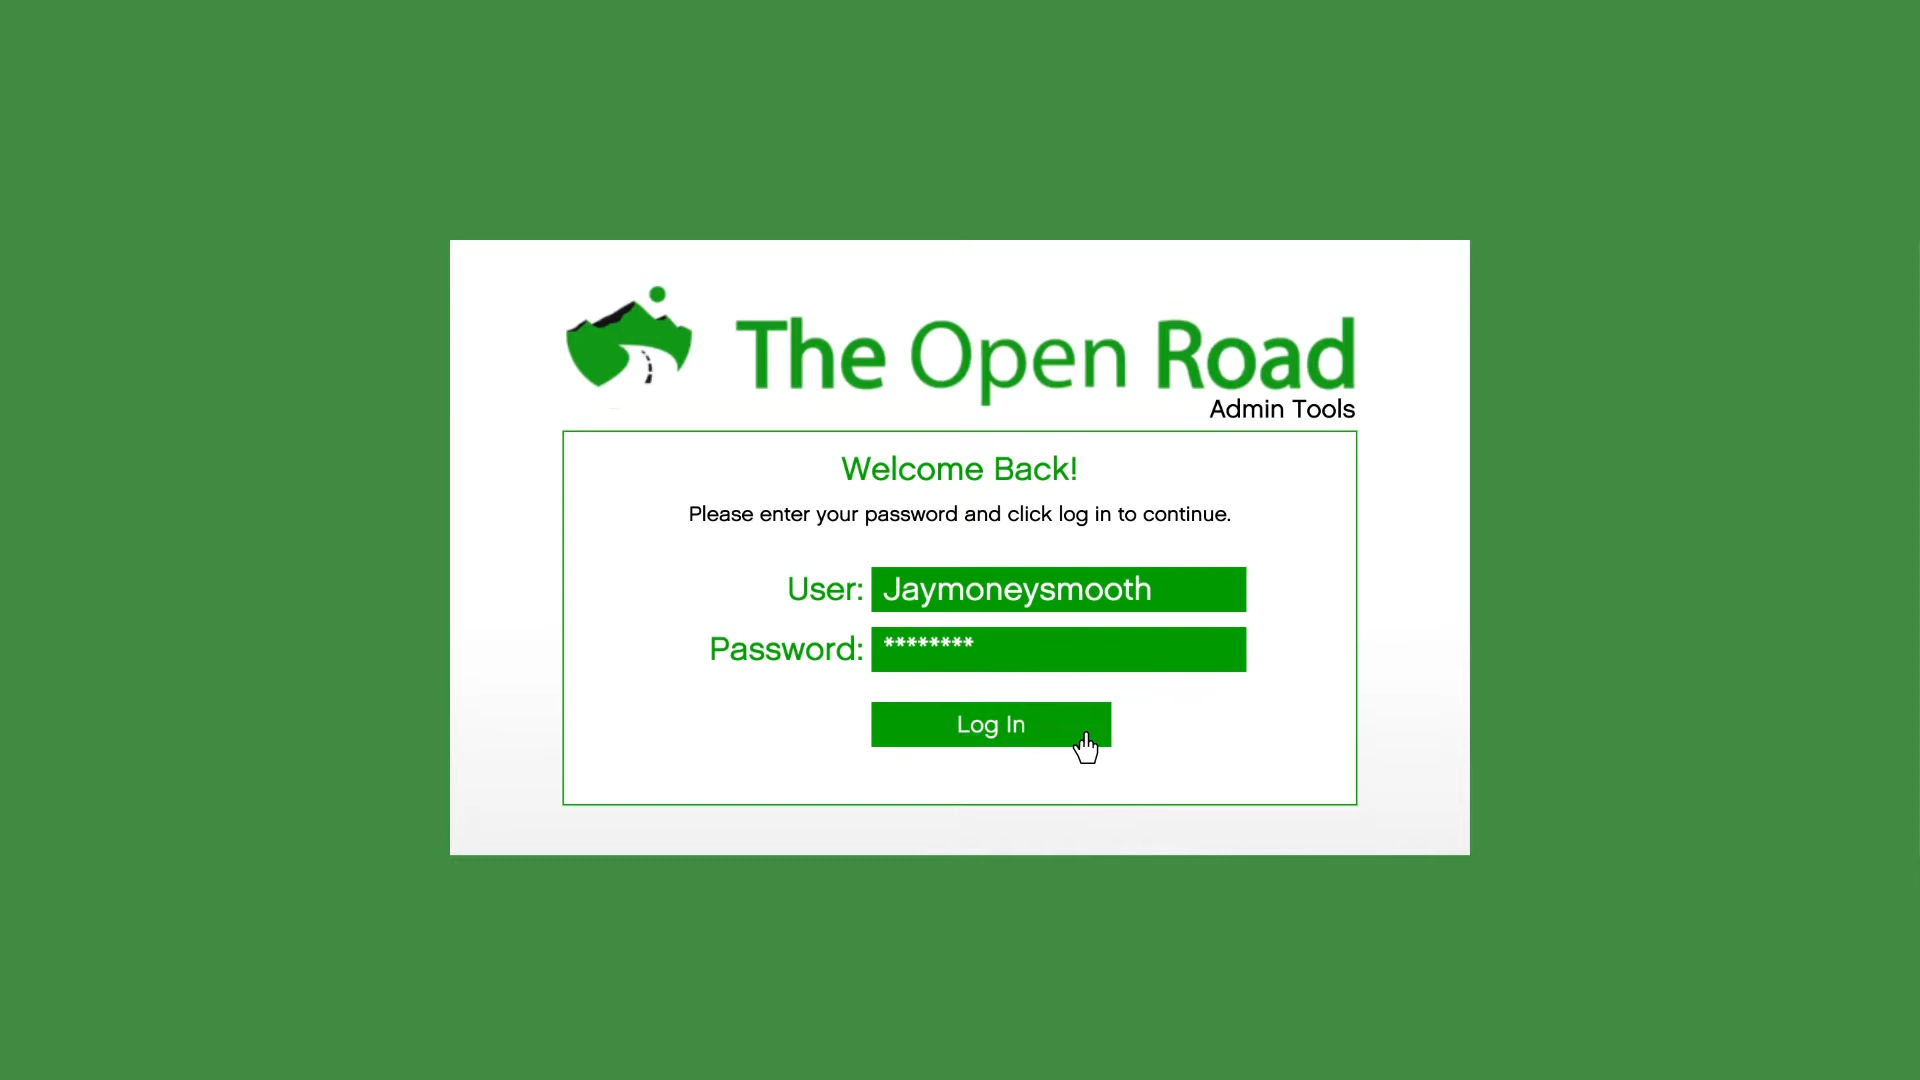 The Open Road
Admin Tools
Welcome Back!
Please enter your password and click log in to continue.
User: Jaymoneysmooth
Password: ********
Log In